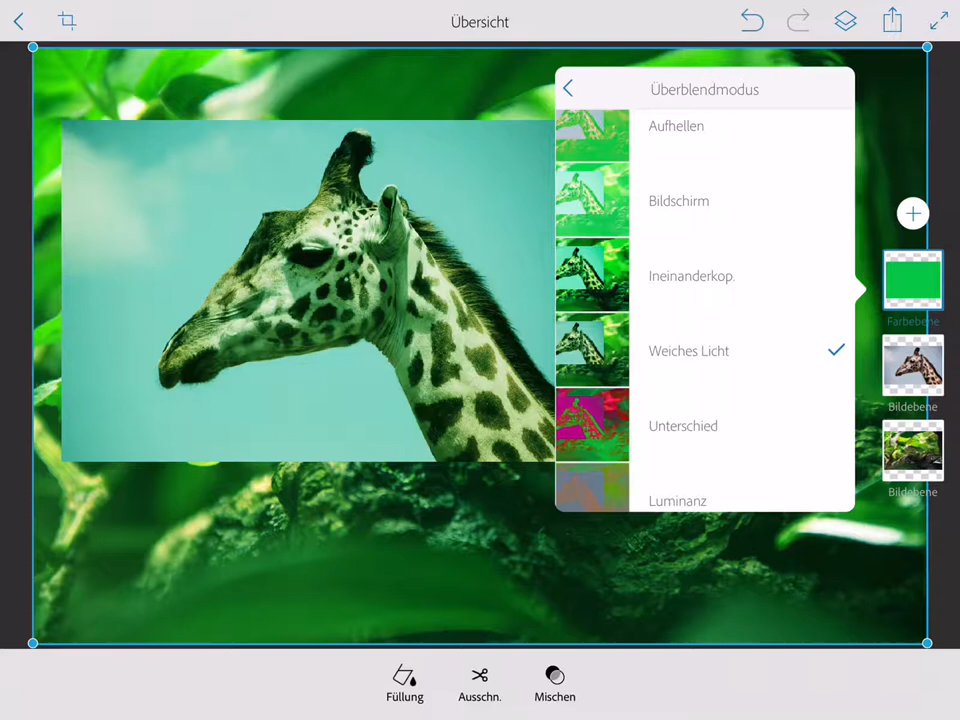 Übersicht
Überblendmodus
Aufhellen
Bildschirm
Ineinanderkop.
Weiches Licht
Unterschied
Luminanz
Farbebene
Bildebene
Bildebene
Füllung
Ausschn.
Mischen